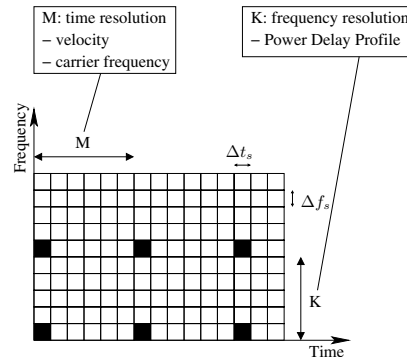 M: time resolution
– velocity
– carrier frequency
K: frequency resolution
– Power Delay Profile
Frequency
M
Δt_s
Δf_s
K
Time